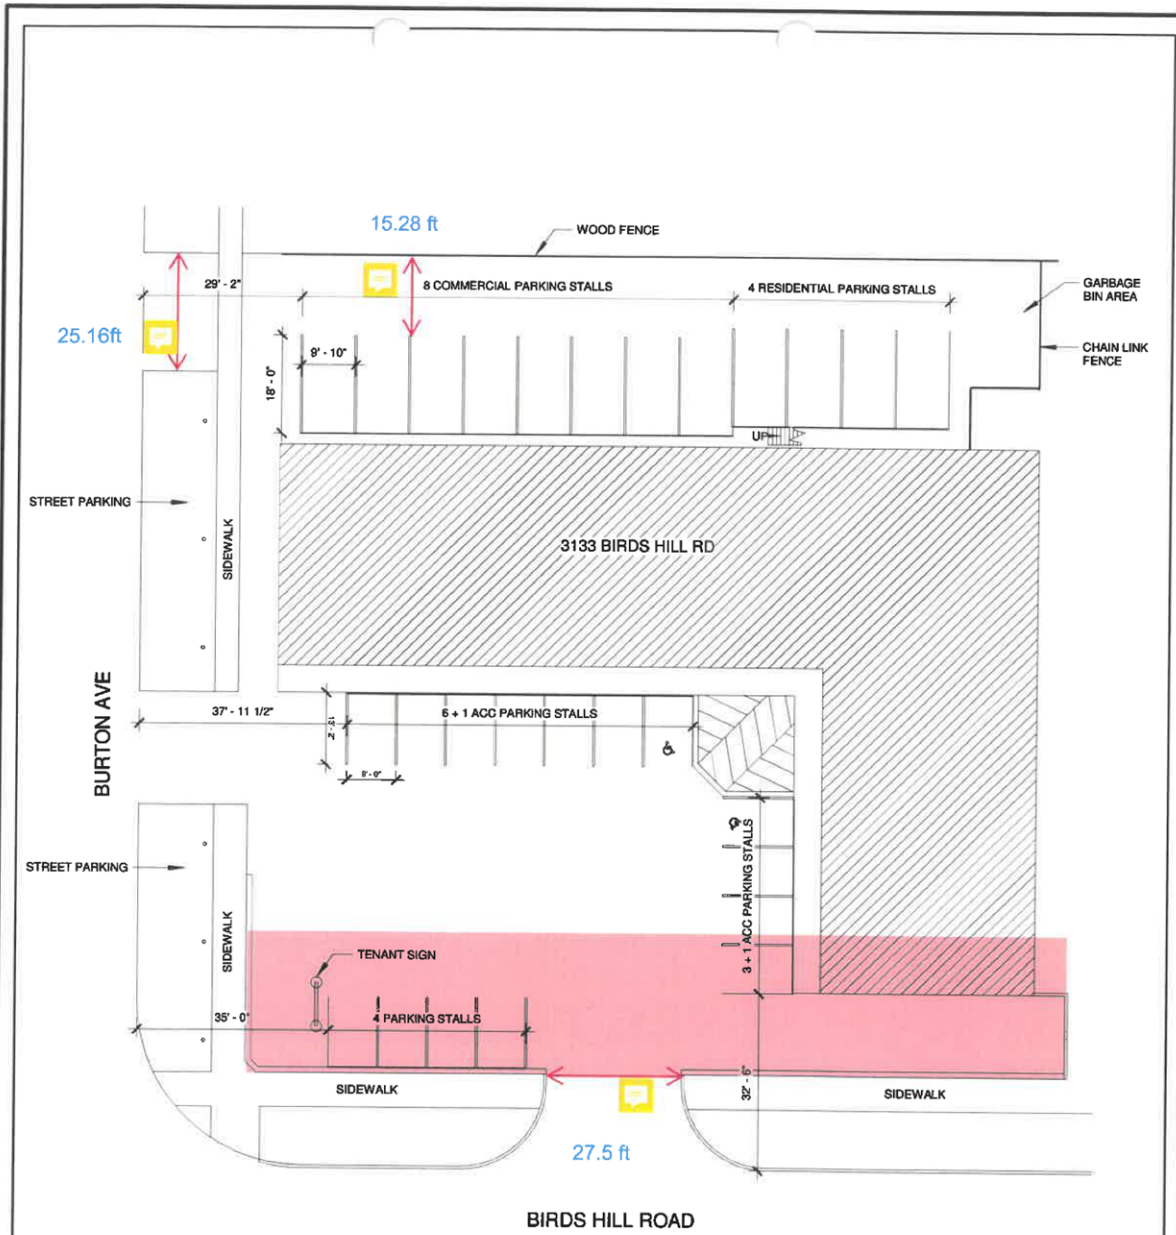 15.28 ft
WOOD FENCE
29' - 2"
8 COMMERCIAL PARKING STALLS
4 RESIDENTIAL PARKING STALLS
GARBAGE
BIN AREA
25.16ft
9' - 10"
CHAIN LINK
FENCE
18' - 0"
UP
STREET PARKING
SIDEWALK
3133 BIRDS HILL RD
BURTON AVE
37' - 11 1/2"
6 + 1 ACC PARKING STALLS
9' - 0"
STREET PARKING
SIDEWALK
3 + 1 ACC PARKING STALLS
TENANT SIGN
35' - 0"
4 PARKING STALLS
SIDEWALK
32' - 6"
SIDEWALK
27.5 ft
BIRDS HILL ROAD